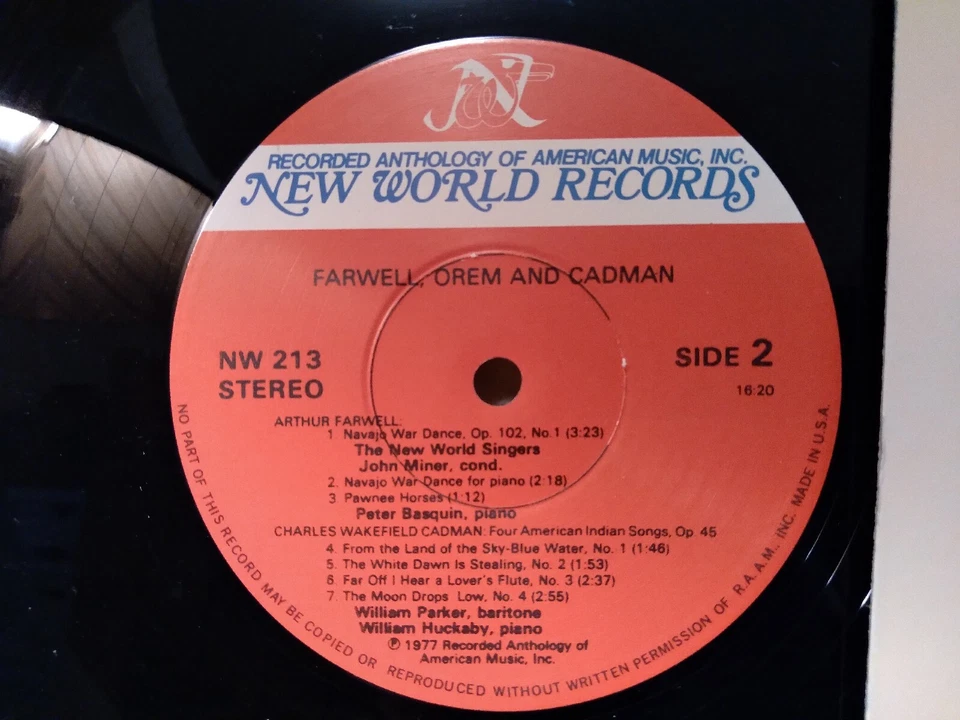 RECORDED ANTHOLOGY OF AMERICAN MUSIC, INC.
NEW WORLD RECORDS
FARWELL, OREM AND CADMAN
NW 213
STEREO
SIDE 2
16:20
ARTHUR FARWELL:
1 Navajo War Dance, Op. 102, No. 1 (3:23)
The New World Singers
John Miner, cond.
2. Navajo War Dance for piano (2:18)
3 Pawnee Horses (1:12)
Peter Basquin, piano
CHARLES WAKEFIELD CADMAN: Four American Indian Songs, Op. 45
4. From the Land of the Sky-Blue Water, No. 1 (1:46)
5. The White Dawn Is Stealing, No. 2 (1:53)
6. Far Off I Hear a Lover's Flute, No. 3 (2:37)
7. The Moon Drops Low, No. 4 (2:55)
William Parker, baritone
William Huckaby, piano
℗ 1977 Recorded Anthology of
American Music, Inc.
NO PART OF THIS RECORD MAY BE COPIED OR REPRODUCED WITHOUT WRITTEN PERMISSION OF R.A.A.M., INC. MADE IN U.S.A.